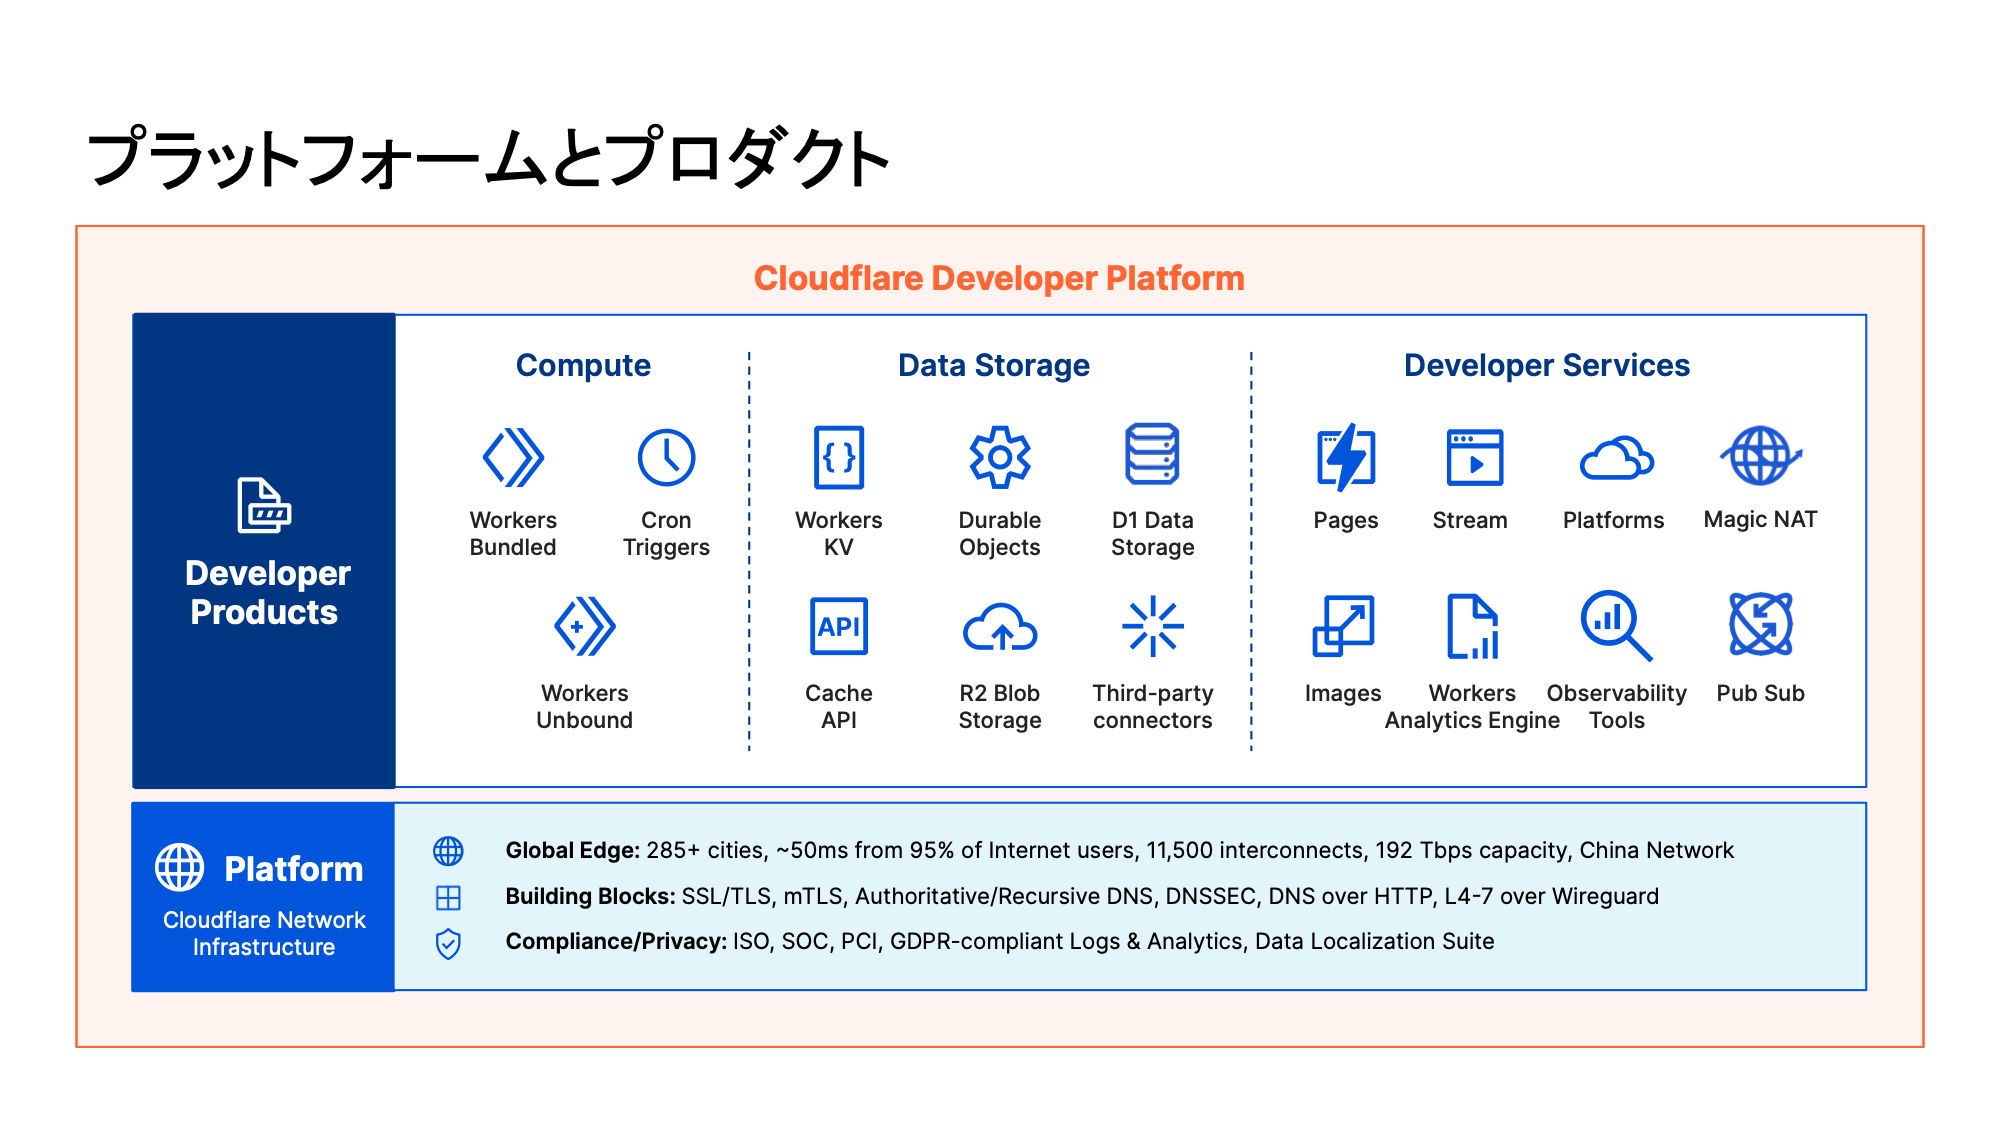 プラットフォームとプロダクト
Cloudflare Developer Platform
Developer
Products
Compute
Workers
Bundled
Cron
Triggers
Workers
Unbound
Data Storage
{ }
Workers
KV
Durable
Objects
D1 Data
Storage
API
Cache
API
R2 Blob
Storage
Third-party
connectors
Developer Services
Pages
Stream
Platforms
Magic NAT
Images
Workers
Analytics Engine
Observability
Tools
Pub Sub
Platform
Cloudflare Network
Infrastructure
Global Edge: 285+ cities, ~50ms from 95% of Internet users, 11,500 interconnects, 192 Tbps capacity, China Network
Building Blocks: SSL/TLS, mTLS, Authoritative/Recursive DNS, DNSSEC, DNS over HTTP, L4-7 over Wireguard
Compliance/Privacy: ISO, SOC, PCI, GDPR-compliant Logs & Analytics, Data Localization Suite